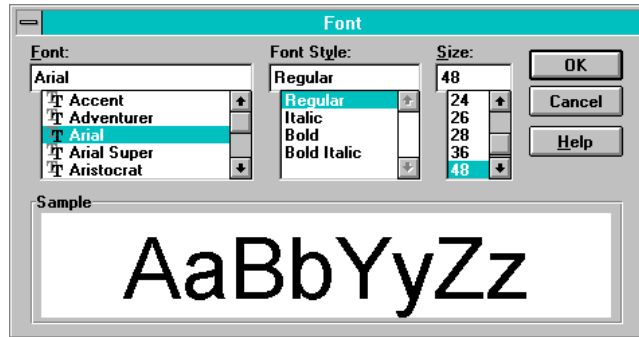 Font
Font:
Font Style:
Size:
Arial
Regular
48
OK
Accent
Adventurer
Arial
Arial Super
Aristocrat
Regular
Italic
Bold
Bold Italic
24
26
28
36
48
Cancel
Help
Sample
AaBbYyZz